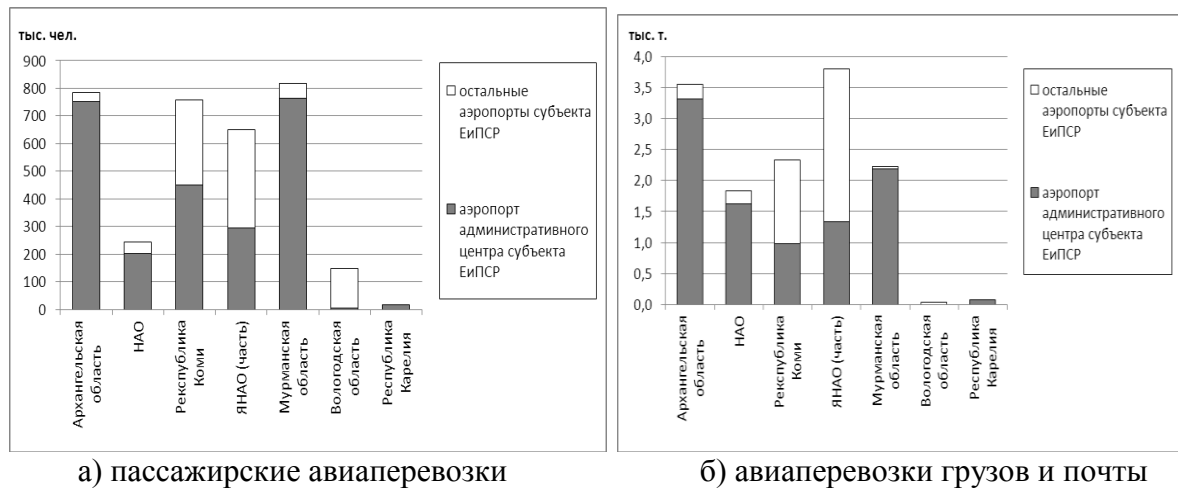 тыс. чел.
900
800
700
600
500
400
300
200
100
0
Архангельская
область
НАО
Рекспублика
Коми
ЯНАО (часть)
Мурманская
область
Вологодская
область
Республика
Карелия
остальные
аэропорты субъекта
ЕиПСР
аэропорт
административного
центра субъекта
ЕиПСР
а) пассажирские авиаперевозки
тыс. т.
4,0
3,5
3,0
2,5
2,0
1,5
1,0
0,5
0,0
Архангельская
область
НАО
Рекспублика
Коми
ЯНАО (часть)
Мурманская
область
Вологодская
область
Республика
Карелия
остальные
аэропорты субъекта
ЕиПСР
аэропорт
административного
центра субъекта
ЕиПСР
б) авиаперевозки грузов и почты